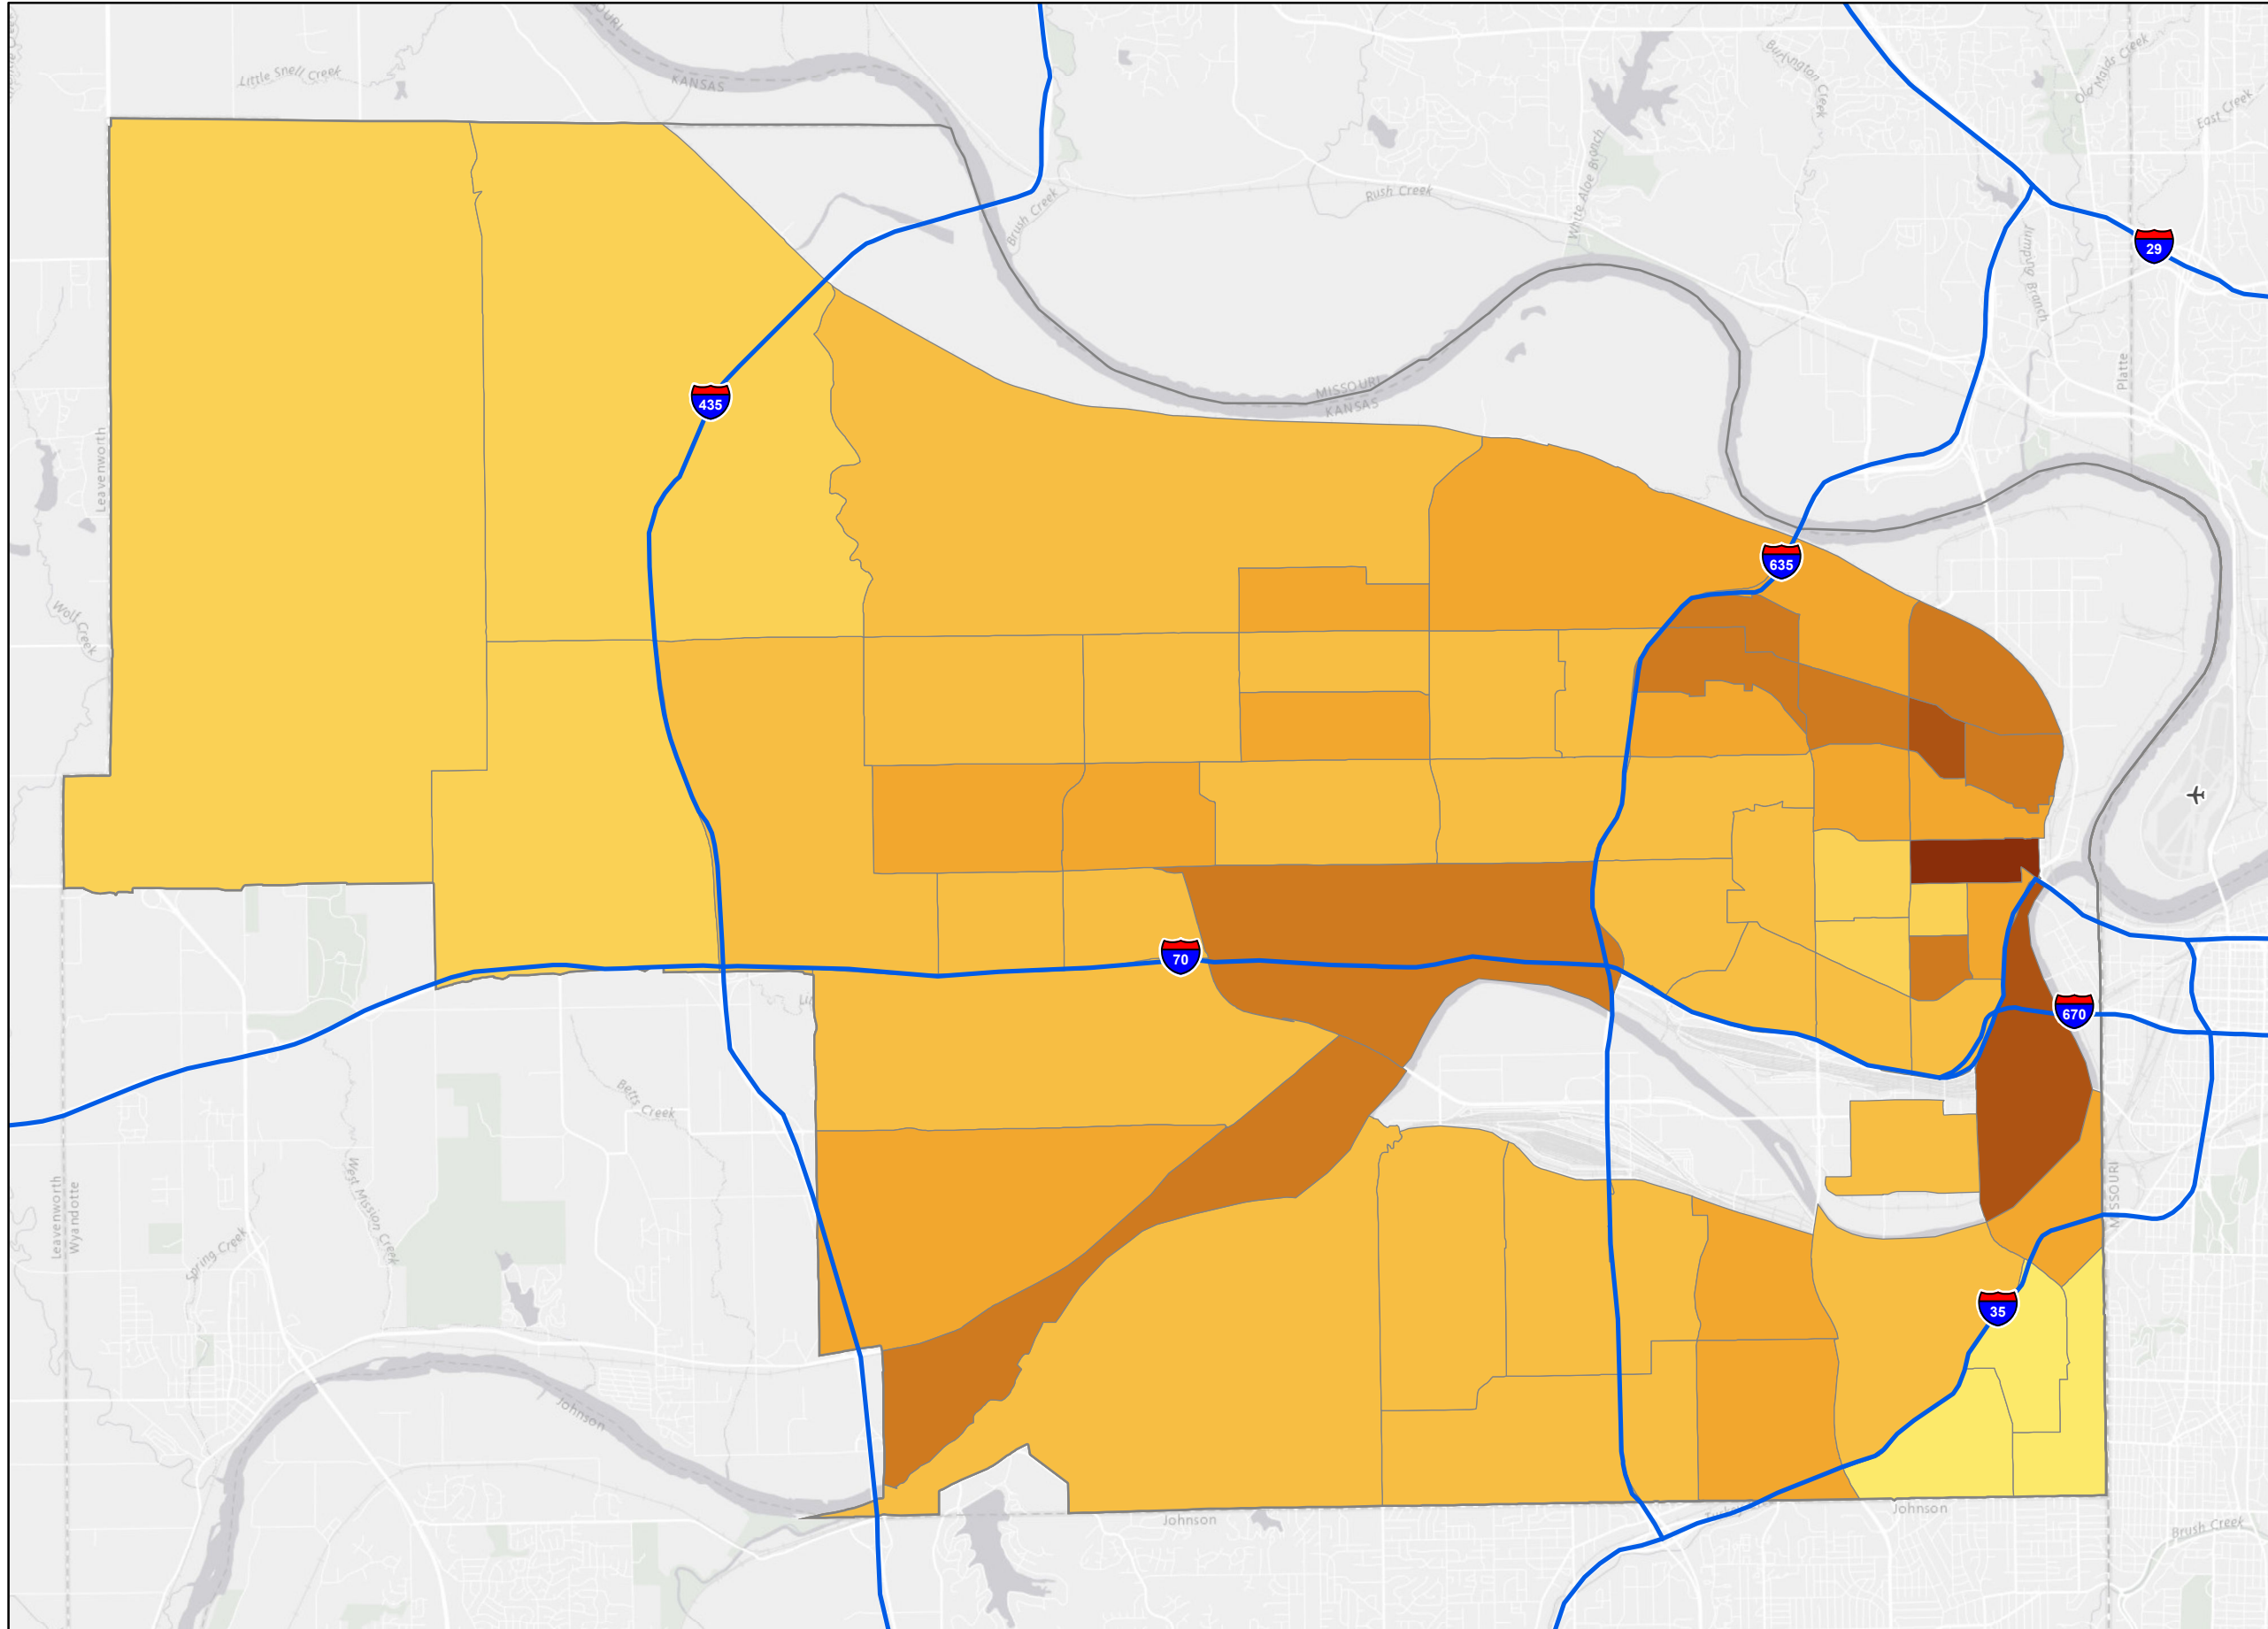 OURI
KANSAS
Little Snell Creek
Burlington Creek
Old Maids Creek
East Creek
White Aloe Branch
Rush Creek
Brush Creek
Jumping Branch
29
Platte
MISSOURI
KANSAS
435
Leavenworth
635
Wolf Creek
70
670
Betts Creek
West Mission Creek
Spring Creek
Leavenworth
Wyandotte
MISSOURI
35
Johnson
Johnson
Johnson
Brush Creek